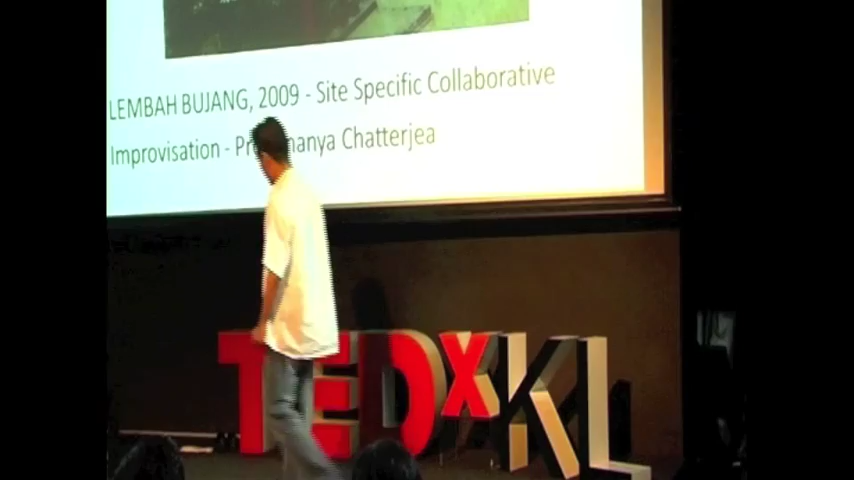 LEMBAH BUJANG, 2009 - Site Specific Collaborative
Improvisation - Chatterjea
TEDxKL